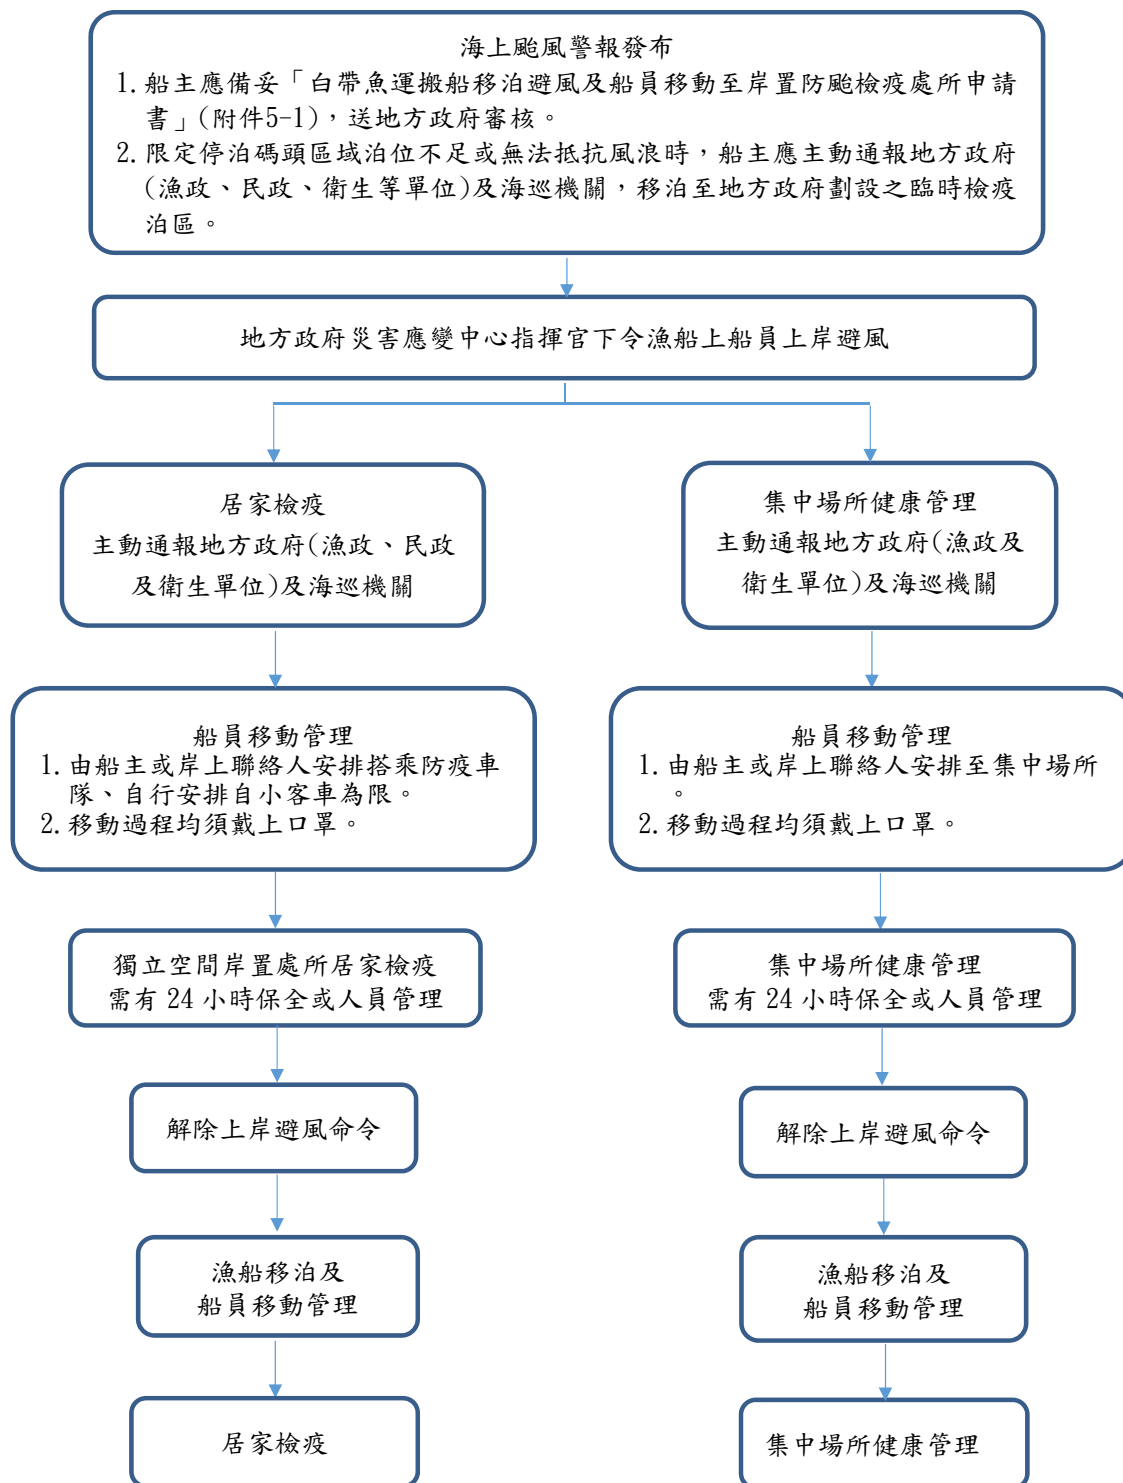 海上颱風警報發布
1. 船主應備妥「白帶魚運搬船移泊避風及船員移動至岸置防颱檢疫處所申請
書」(附件5-1)，送地方政府審核。
2. 限定停泊碼頭區域泊位不足或無法抵抗風浪時，船主應主動通報地方政府
(漁政、民政、衛生等單位)及海巡機關，移泊至地方政府劃設之臨時檢疫
泊區。
地方政府災害應變中心指揮官下令漁船上船員上岸避風
居家檢疫
主動通報地方政府(漁政、民政
及衛生單位)及海巡機關
集中場所健康管理
主動通報地方政府(漁政及
衛生單位)及海巡機關
船員移動管理
1. 由船主或岸上聯絡人安排搭乘防疫車
隊、自行安排自小客車為限。
2. 移動過程均須戴上口罩。
船員移動管理
1. 由船主或岸上聯絡人安排至集中場所
。
2. 移動過程均須戴上口罩。
獨立空間岸置處所居家檢疫
需有 24 小時保全或人員管理
集中場所健康管理
需有 24 小時保全或人員管理
解除上岸避風命令
解除上岸避風命令
漁船移泊及
船員移動管理
漁船移泊及
船員移動管理
居家檢疫
集中場所健康管理